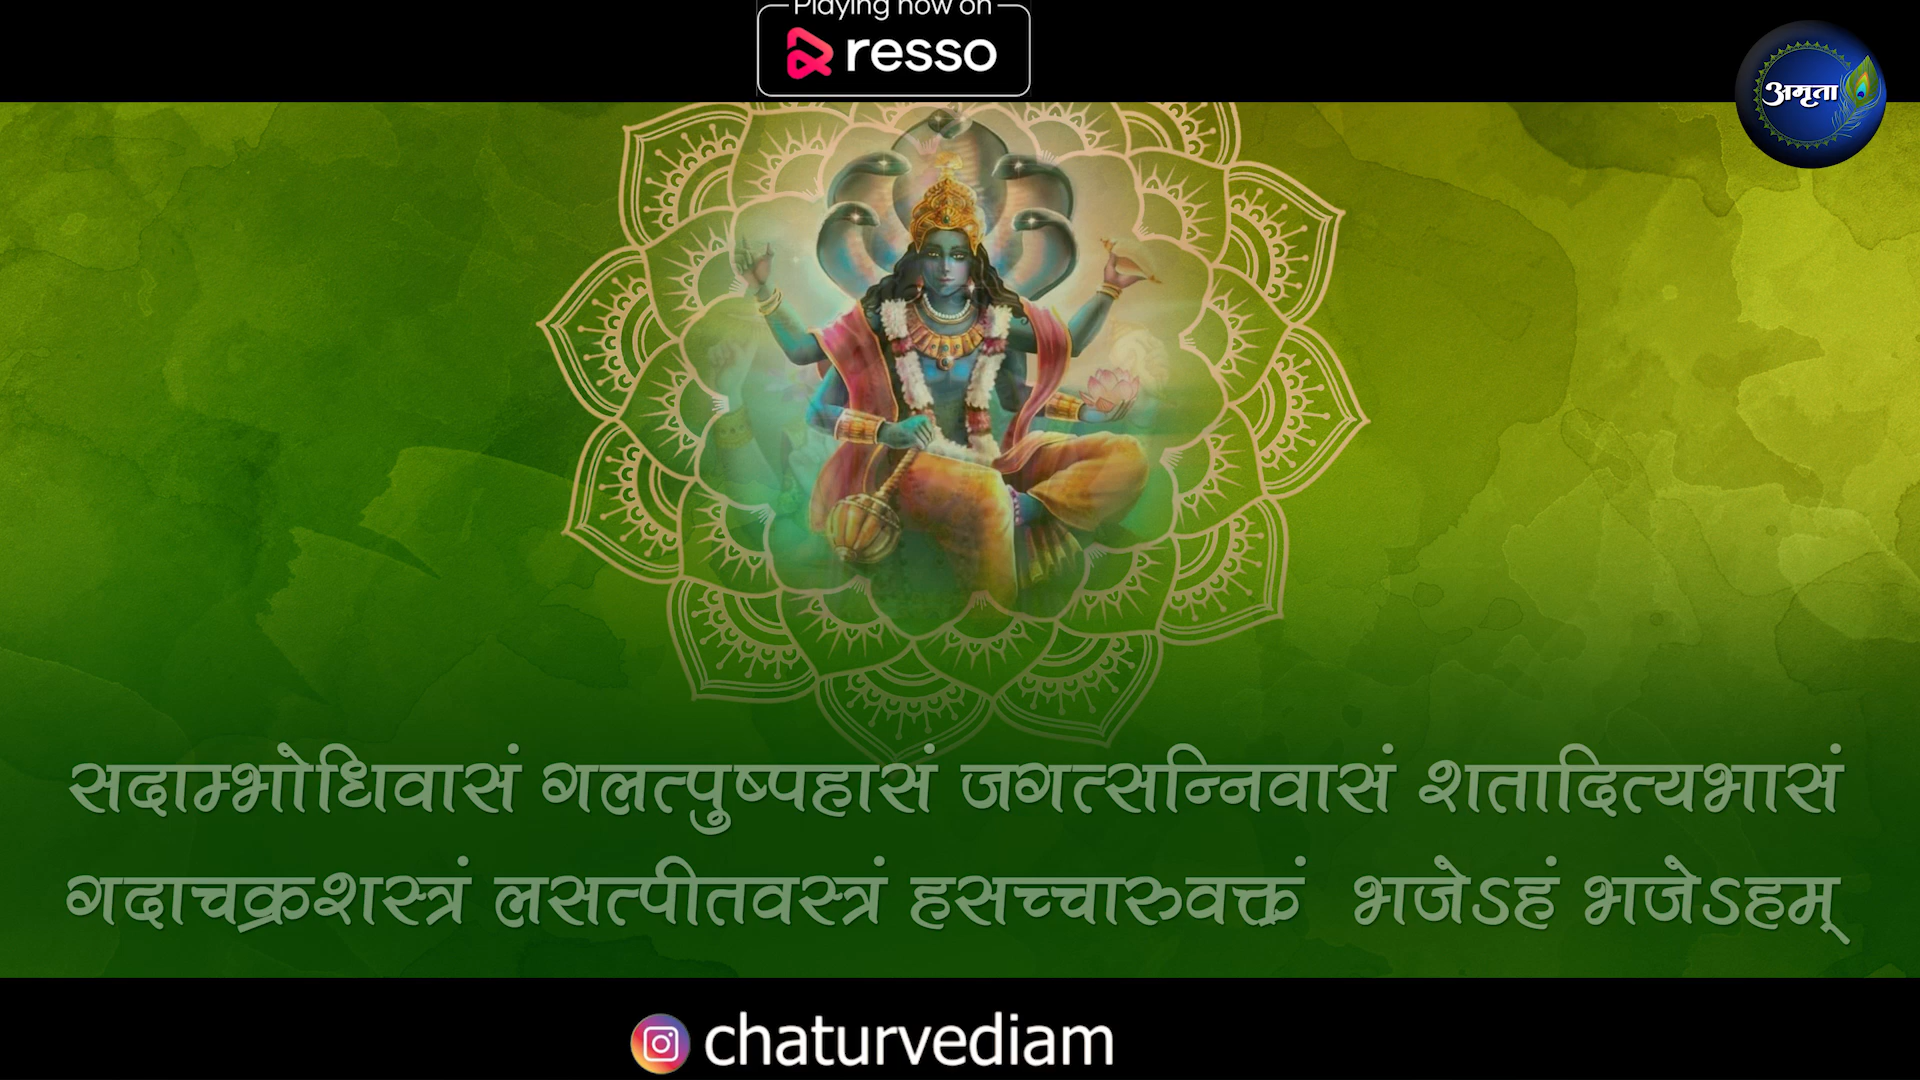 Playing now on
resso
अमृता
सदाम्भोधिवासं गलत्पुष्पहासं जगत्सन्निवासं शतादित्यभासं
गदाचक्रशस्त्रं लसत्पीतवस्त्रं हसच्चारुवक्त्रं भजेऽहं भजेऽहम्
chaturvediam